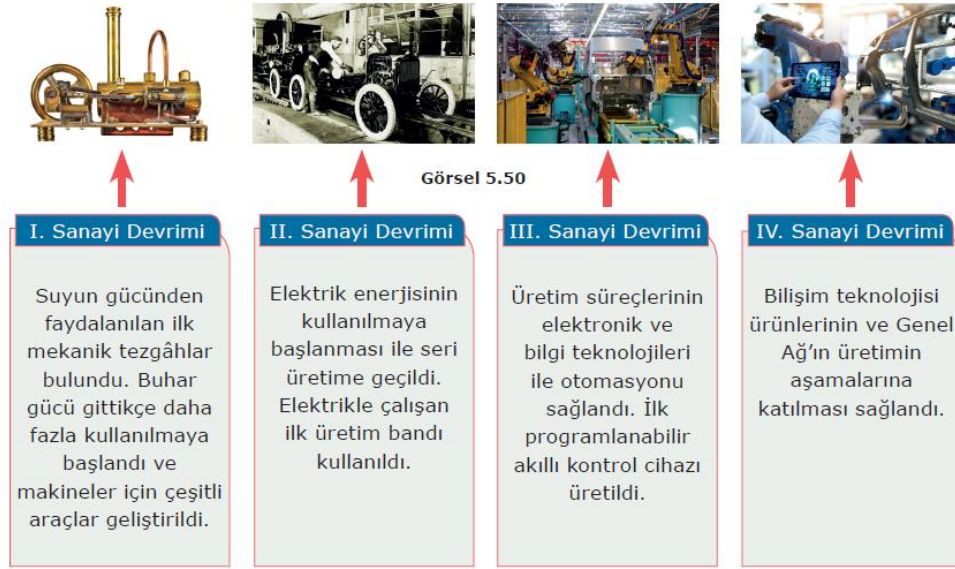 Görsel 5.50
I. Sanayi Devrimi
Suyun gücünden
faydalanılan ilk
mekanik tezgâhlar
bulundu. Buhar
gücü gittikçe daha
fazla kullanılmaya
başlandı ve
makineler için çeşitli
araçlar geliştirildi.
II. Sanayi Devrimi
Elektrik enerjisinin
kullanılmaya
başlanması ile seri
üretime geçildi.
Elektrikle çalışan
ilk üretim bandı
kullanıldı.
III. Sanayi Devrimi
Üretim süreçlerinin
elektronik ve
bilgi teknolojileri
ile otomasyonu
sağlandı. İlk
programlanabilir
akıllı kontrol cihazı
üretildi.
IV. Sanayi Devrimi
Bilişim teknolojisi
ürünlerinin ve Genel
Ağ’ın üretimin
aşamalarına
katılması sağlandı.